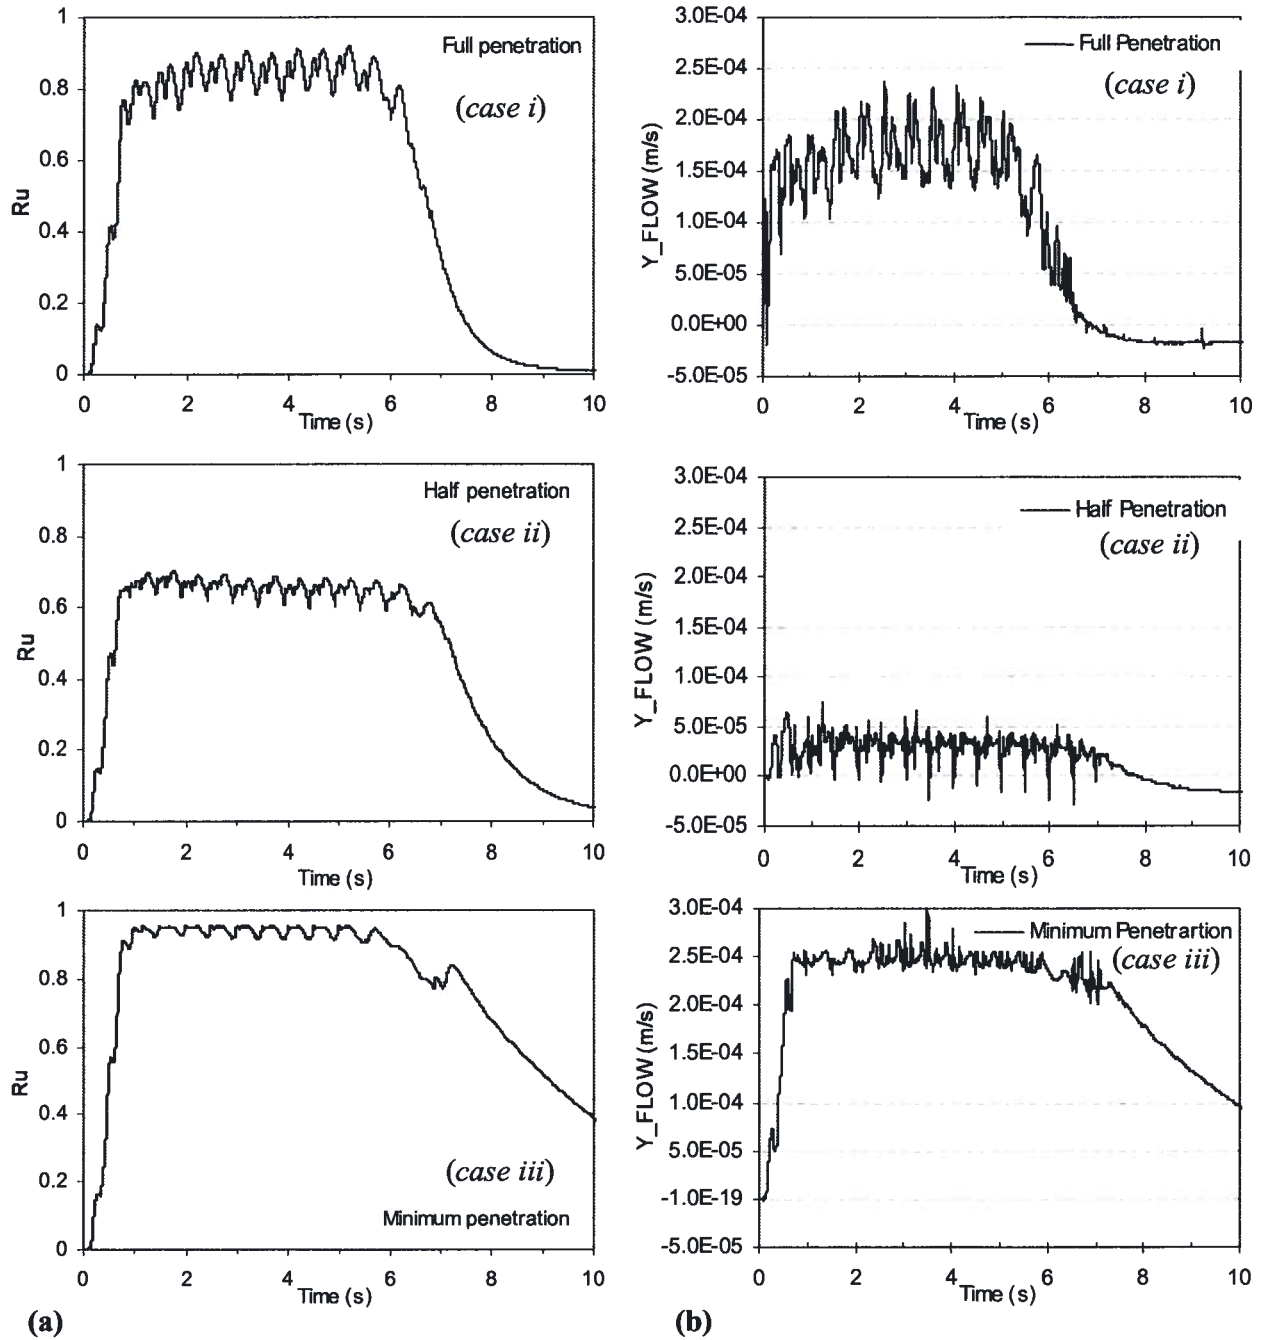 1
0.8
0.6
0.4
0.2
0
Ru
0 2 4 6 8 10
Time (s)
Full penetration
(case i)
3.0E-04
2.5E-04
2.0E-04
1.5E-04
1.0E-04
5.0E-05
0.0E+00
-5.0E-05
Y_FLOW (m/s)
0 2 4 6 8 10
Time (s)
Full Penetration
(case i)
1
0.8
0.6
0.4
0.2
0
Ru
0 2 4 6 8 10
Time (s)
Half penetration
(case ii)
3.0E-04
2.5E-04
2.0E-04
1.5E-04
1.0E-04
5.0E-05
0.0E+00
-5.0E-05
Y_FLOW (m/s)
0 2 4 6 8 10
Time (s)
Half Penetration
(case ii)
1
0.8
0.6
0.4
0.2
0
Ru
0 2 4 6 8 10
Time (s)
(case iii)
Minimum penetration
3.0E-04
2.5E-04
2.0E-04
1.5E-04
1.0E-04
5.0E-05
-1.0E-19
-5.0E-05
Y_FLOW (m/s)
0 2 4 6 8 10
Time (s)
Minimum Penetrartion
(case iii)
(a)
(b)